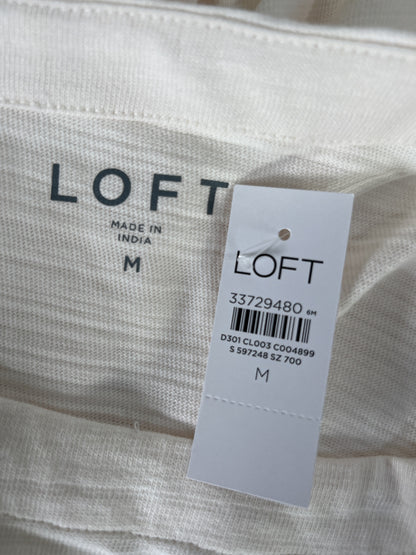 LOFT
MADE IN
INDIA
M
LOFT
33729480 6M
D301 CL003 C004899
S 597248 SZ 700
M